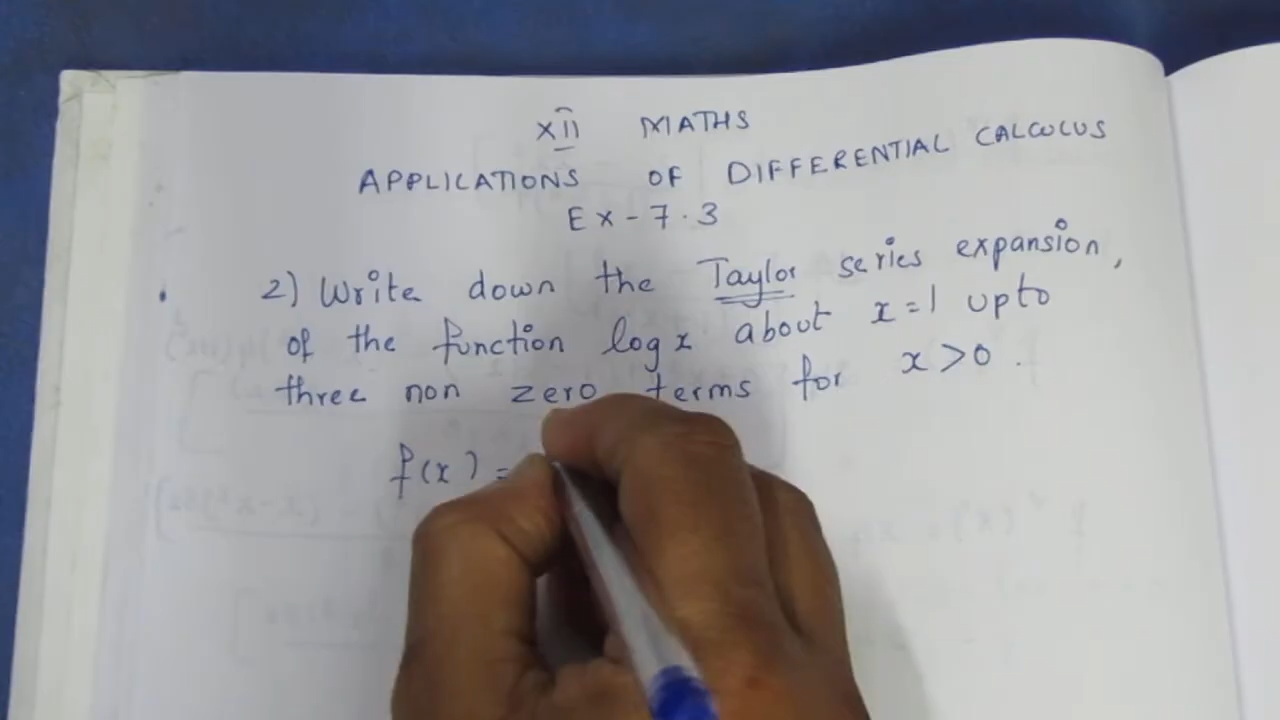 XII MATHS
APPLICATIONS OF DIFFERENTIAL CALCULUS
Ex-7.3
2) Write down the Taylor series expansion,
of the function log x about x=1 upto
three non zero terms for x>0.
f(x) =